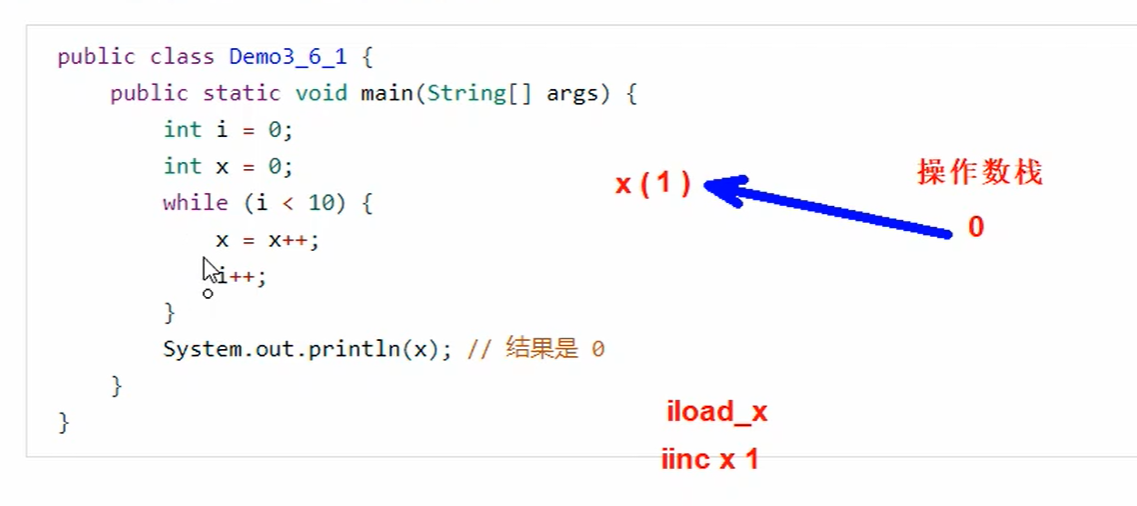 public class Demo3_6_1 {
public static void main(String[] args) {
int i = 0;
int x = 0;
while (i < 10) {
x = x++;
i++;
}
System.out.println(x); // 结果是 0
}
}
x ( 1 )
操作数栈
0
iload_x
iinc x 1